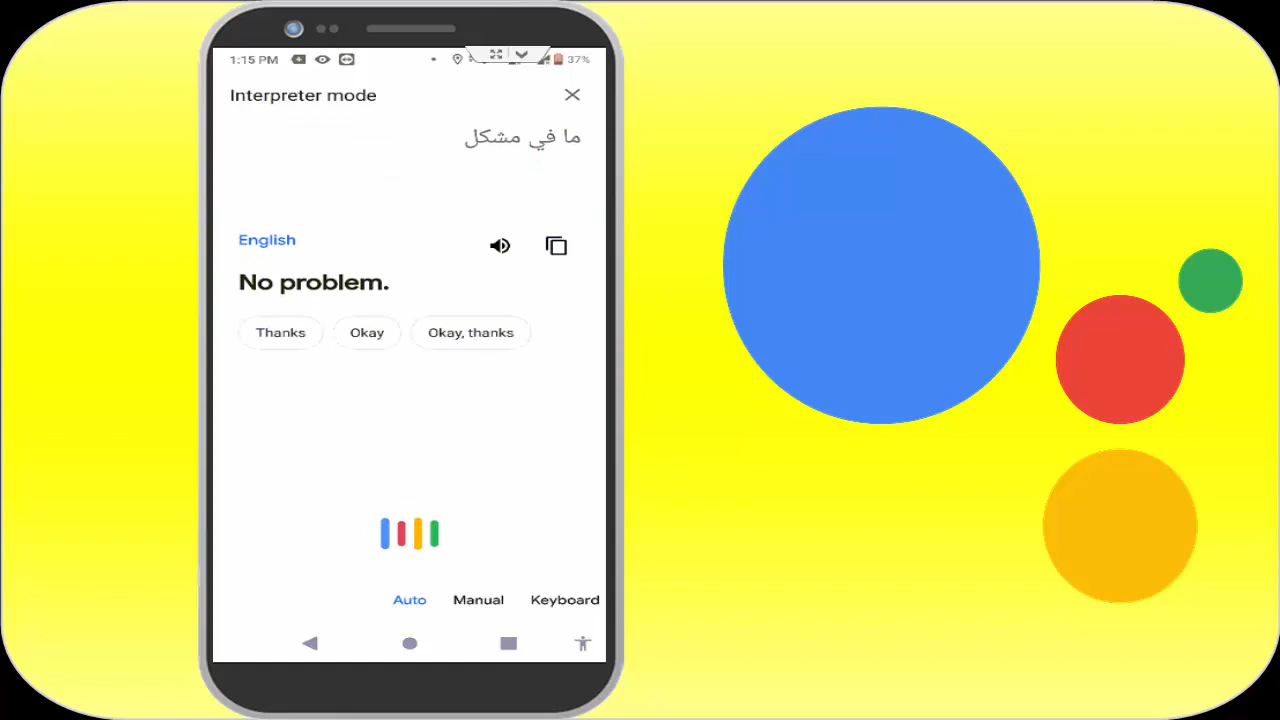 1:15 PM
37%
Interpreter mode
ما في مشكل
English
No problem.
Thanks Okay Okay, thanks
Auto Manual Keyboard